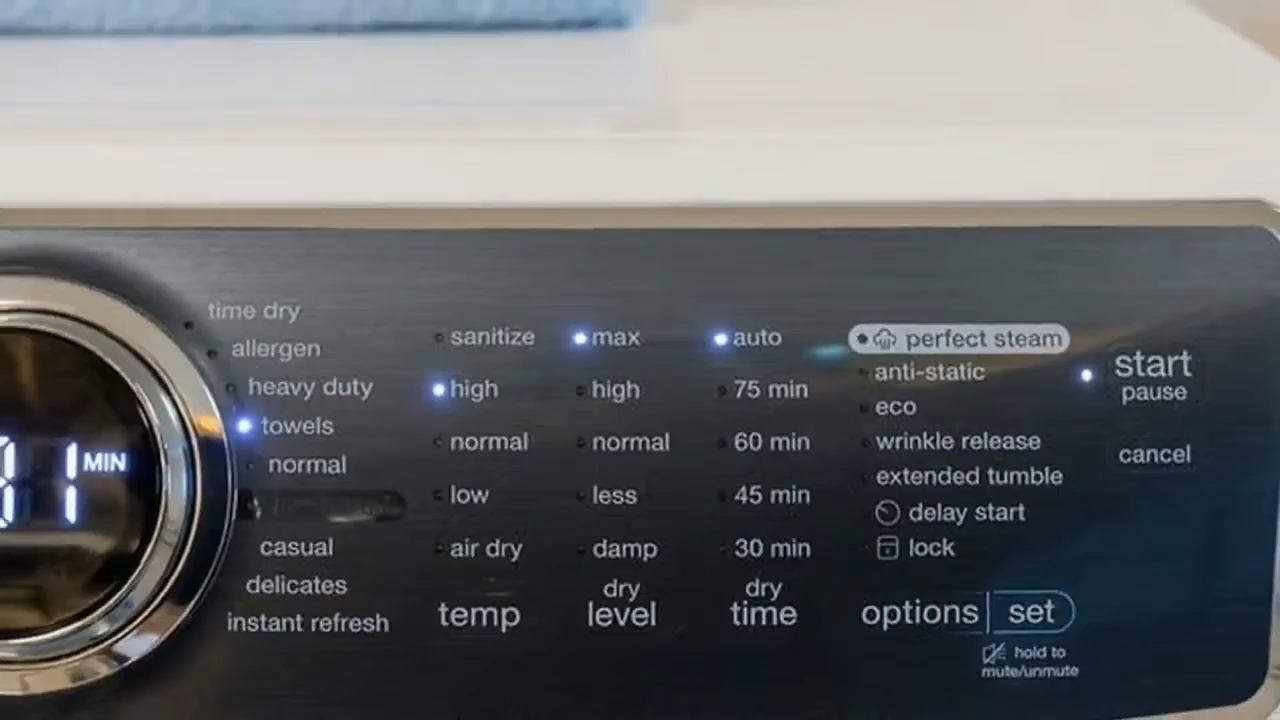 time dry
allergen
heavy duty
towels
normal
casual
delicates
instant refresh
MIN
sanitize
high
normal
low
air dry
temp
max
high
normal
less
damp
dry
level
auto
75 min
60 min
45 min
30 min
dry
time
perfect steam
anti-static
eco
wrinkle release
extended tumble
delay start
lock
options set
hold to
mute/unmute
start
pause
cancel